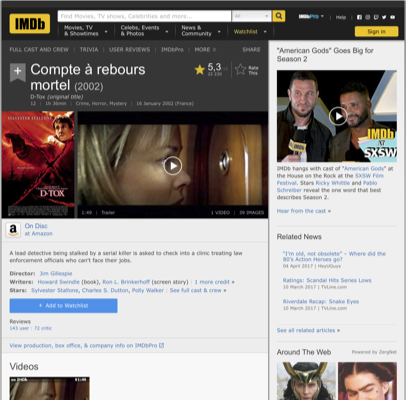 IMDb
Find Movies, TV shows, Celebrities and more...
All
Movies, TV
& Showtimes
Celebs, Events
& Photos
News &
Community
Watchlist
IMDbPro
Help
Sign in
FULL CAST AND CREW | TRIVIA | USER REVIEWS | IMDbPro | MORE
SHARE
Compte à rebours
mortel (2002)
D-Tox (original title)
12 | 1h 36min | Crime, Horror, Mystery | 16 January 2002 (France)
5,3
Rate
This
SYLVESTER STALLONE
D-TOX
1:49 | Trailer
1 VIDEO | 39 IMAGES
On Disc
at Amazon
A lead detective being stalked by a serial killer is asked to check into a clinic treating law
enforcement officials who can't face their jobs.
Director: Jim Gillespie
Writers: Howard Swindle (book), Ron L. Brinkerhoff (screen story) | 1 more credit »
Stars: Sylvester Stallone, Charles S. Dutton, Polly Walker | See full cast & crew »
+ Add to Watchlist
Reviews
143 user | 72 critic
View production, box office, & company info on IMDbPro
Videos
"American Gods" Goes Big for
Season 2
IMDb
AT
SXSW
IMDb hangs with cast of "American Gods" at
the House on the Rock at the SXSW Film
Festival. Stars Ricky Whittle and Pablo
Schreiber reveal the one word that best
describes Season 2.
Hear from the cast »
Related News
"I'm old, not obsolete" – Where did the
80's Action Heroes go?
04 April 2017 | HeyUGuys
Ratings: Scandal Hits Series Lows
10 March 2017 | TVLine.com
Riverdale Recap: Snake Eyes
10 March 2017 | TVLine.com
See all related articles »
Around The Web
Powered by ZergNet